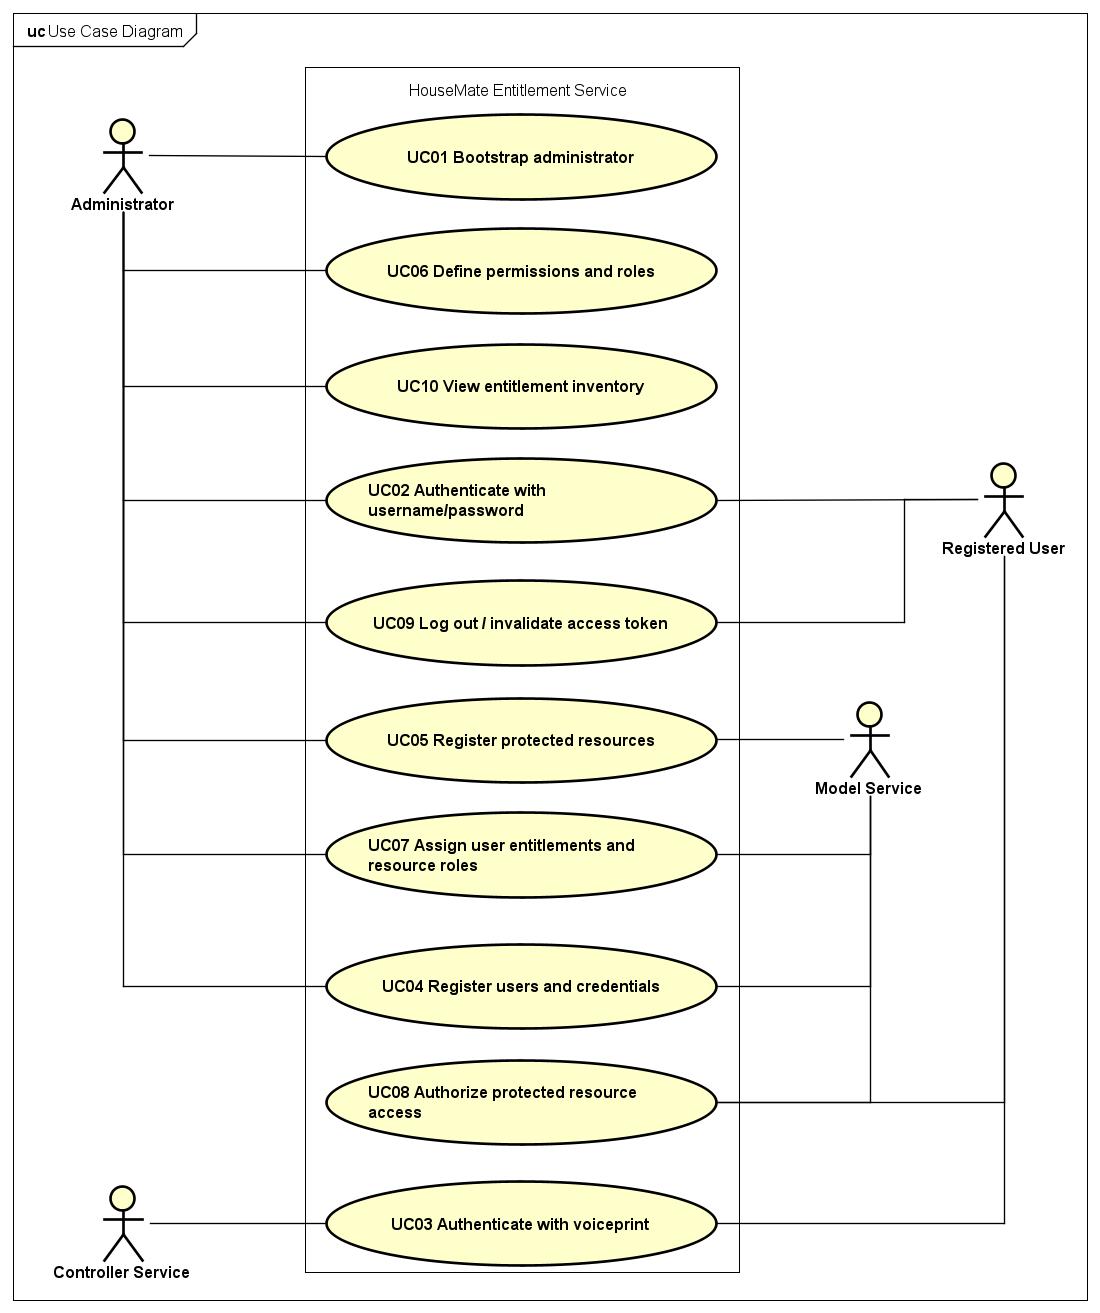 uc Use Case Diagram
HouseMate Entitlement Service
UC01 Bootstrap administrator
Administrator
UC06 Define permissions and roles
UC10 View entitlement inventory
UC02 Authenticate with
username/password
Registered User
UC09 Log out / invalidate access token
UC05 Register protected resources
Model Service
UC07 Assign user entitlements and
resource roles
UC04 Register users and credentials
UC08 Authorize protected resource
access
UC03 Authenticate with voiceprint
Controller Service